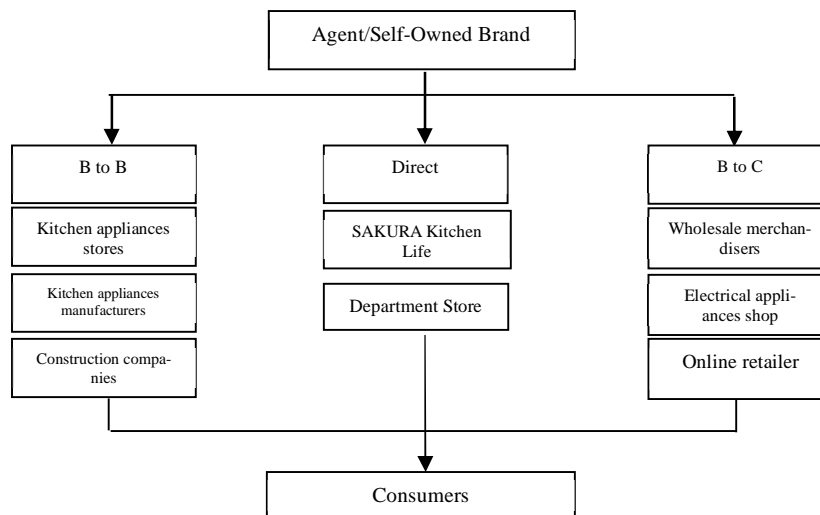 Agent/Self-Owned Brand
B to B
Kitchen appliances
stores
Kitchen appliances
manufacturers
Construction compa-
nies
Direct
SAKURA Kitchen
Life
Department Store
B to C
Wholesale merchan-
disers
Electrical appli-
ances shop
Online retailer
Consumers